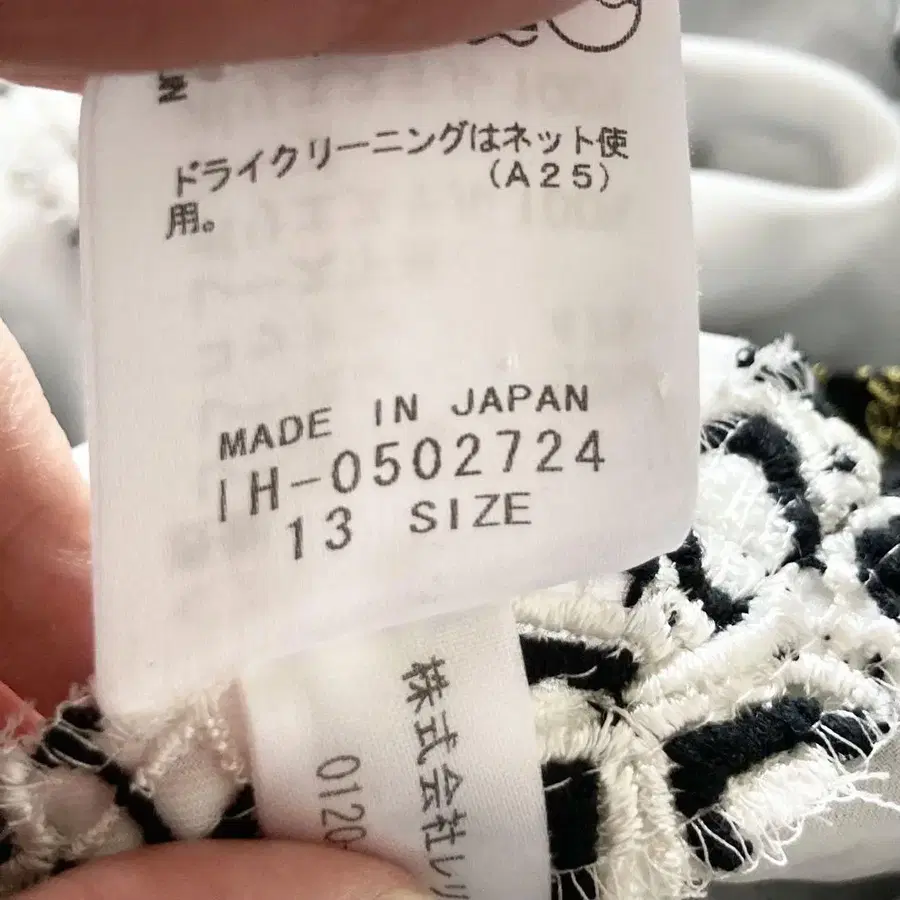 ドライクリーニングはネット使
用。
(A25)
MADE IN JAPAN
IH-0502724
13 SIZE
株式会社レリ
0120-